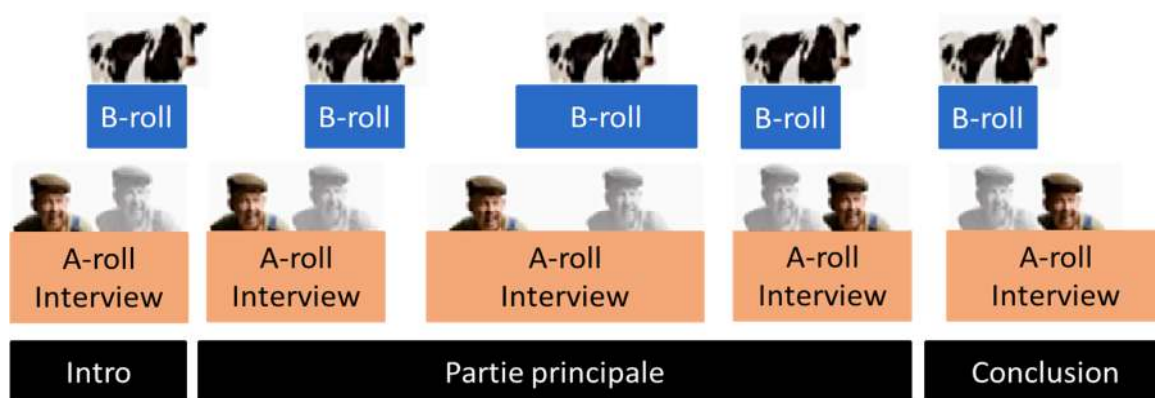 B-roll
B-roll
B-roll
B-roll
B-roll
A-roll
Interview
A-roll
Interview
A-roll
Interview
A-roll
Interview
A-roll
Interview
Intro
Partie principale
Conclusion